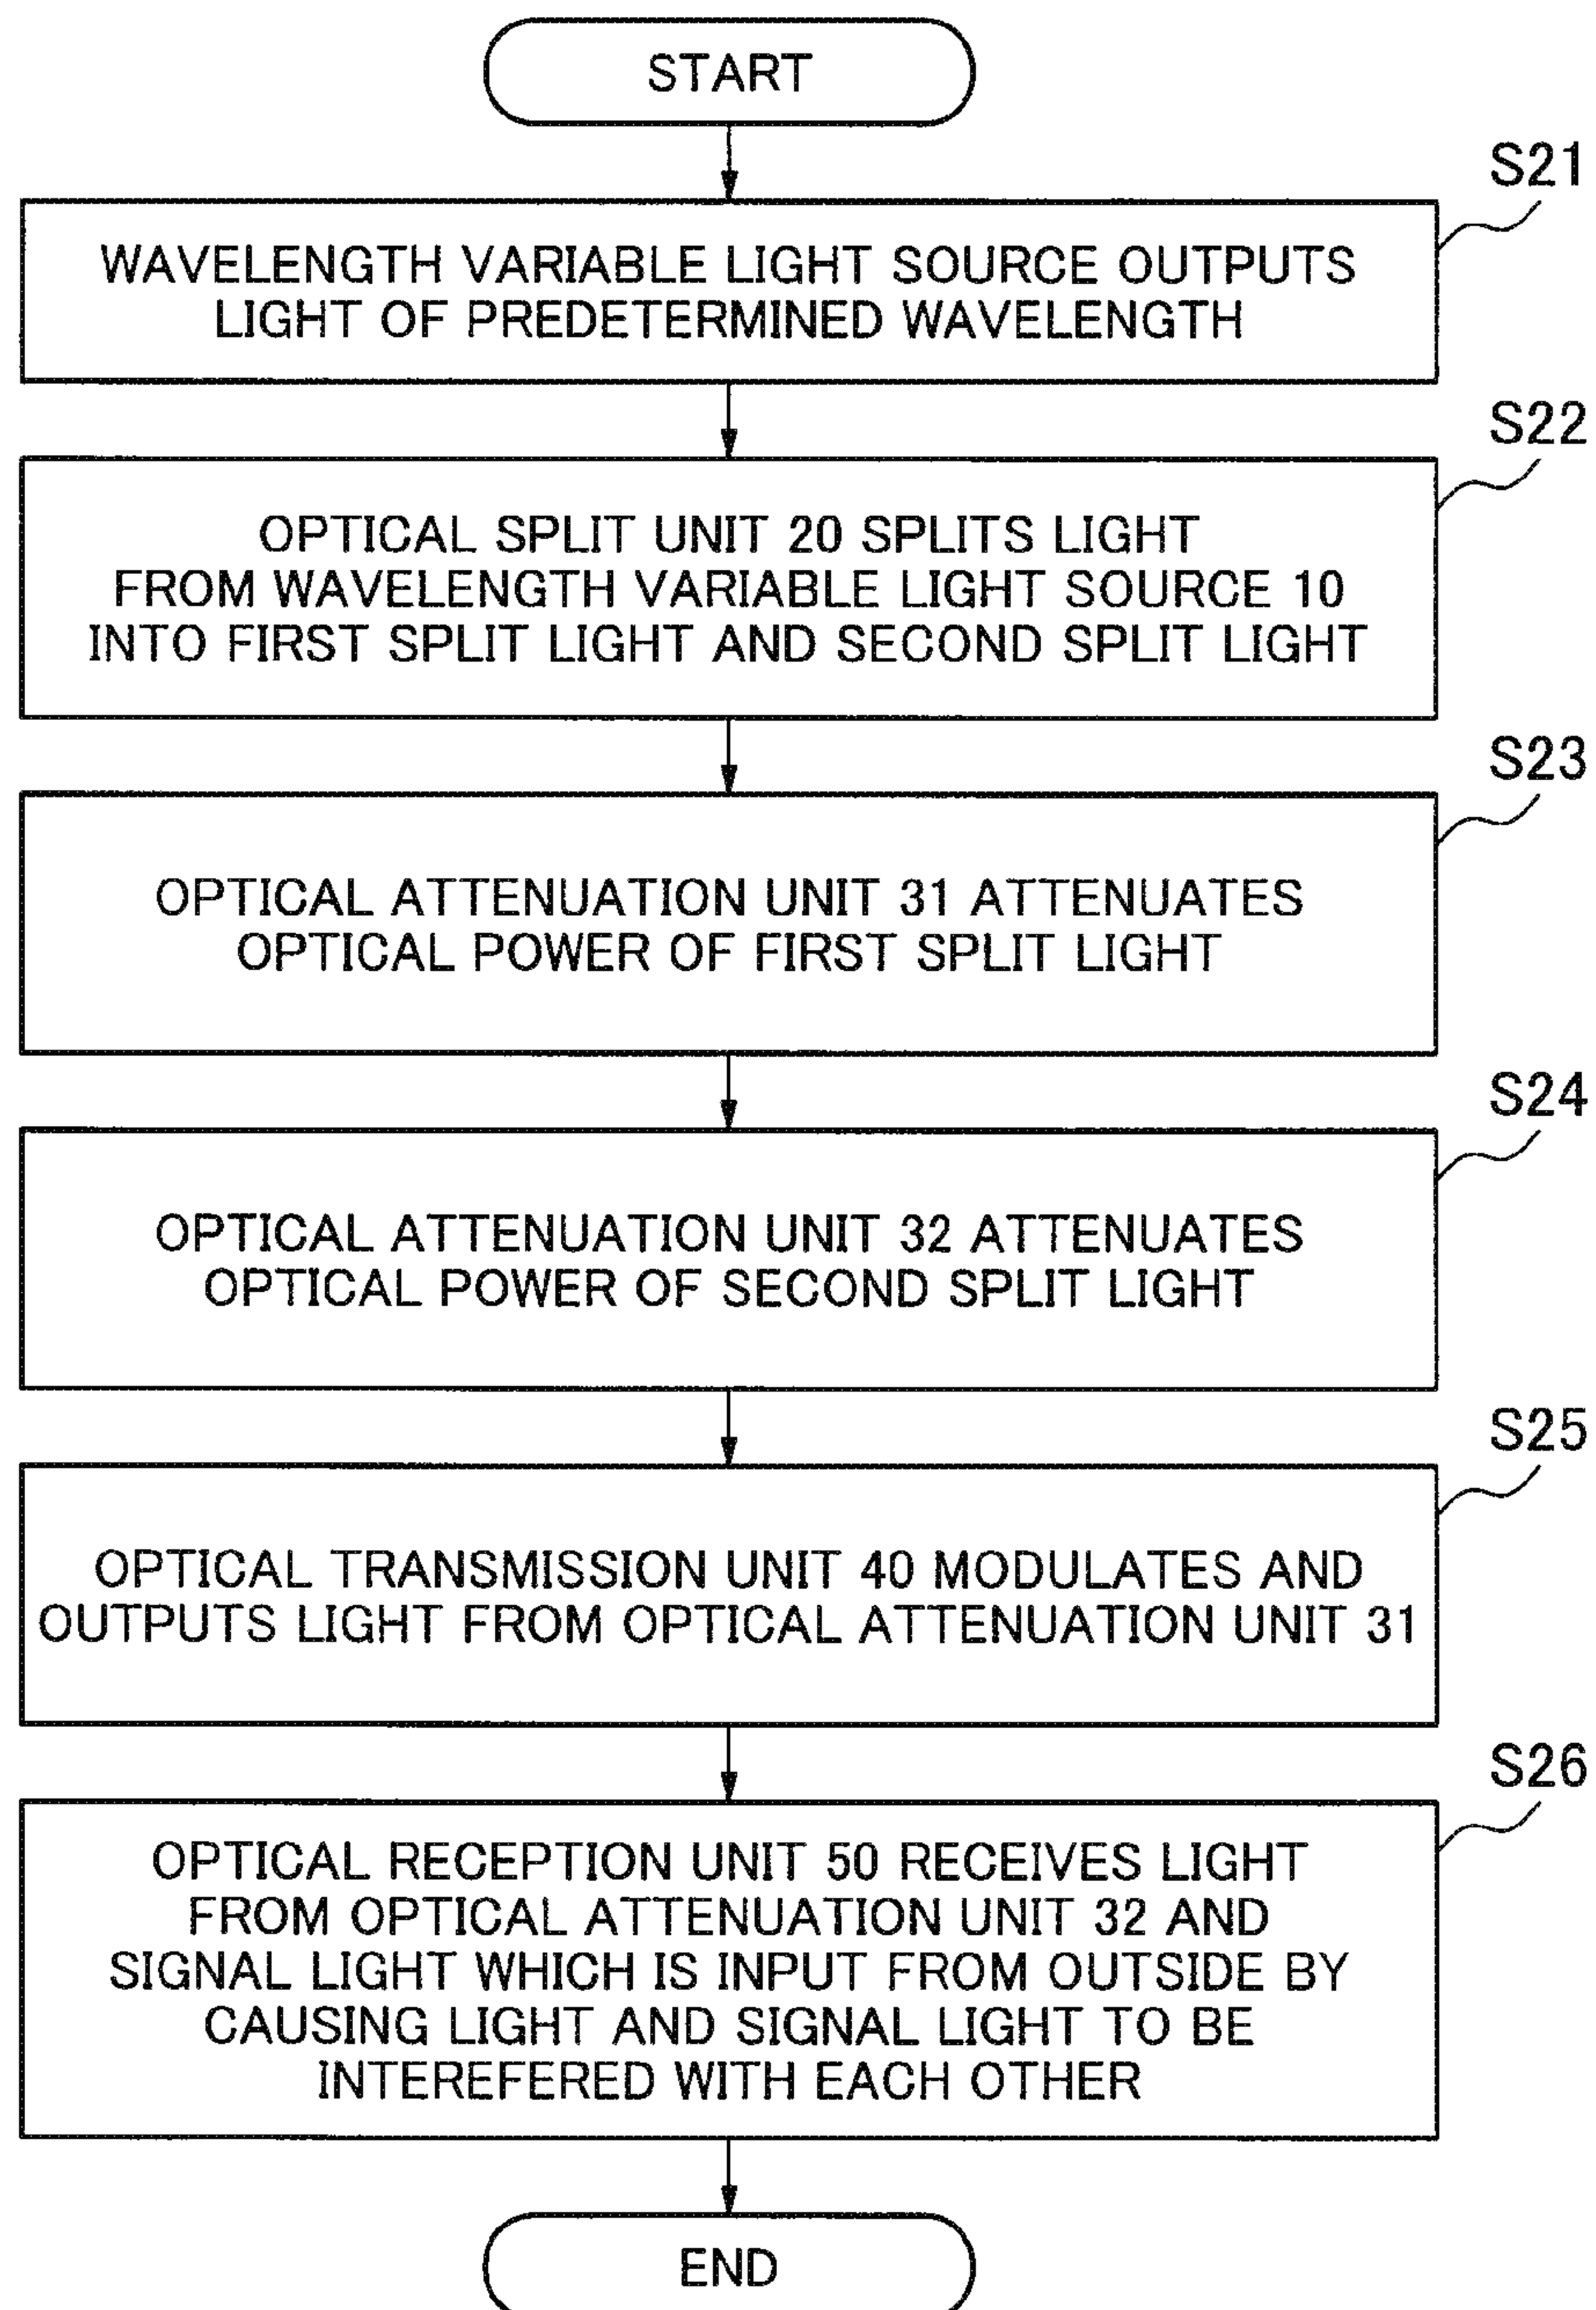 START
S21
WAVELENGTH VARIABLE LIGHT SOURCE OUTPUTS
LIGHT OF PREDETERMINED WAVELENGTH
S22
OPTICAL SPLIT UNIT 20 SPLITS LIGHT
FROM WAVELENGTH VARIABLE LIGHT SOURCE 10
INTO FIRST SPLIT LIGHT AND SECOND SPLIT LIGHT
S23
OPTICAL ATTENUATION UNIT 31 ATTENUATES
OPTICAL POWER OF FIRST SPLIT LIGHT
S24
OPTICAL ATTENUATION UNIT 32 ATTENUATES
OPTICAL POWER OF SECOND SPLIT LIGHT
S25
OPTICAL TRANSMISSION UNIT 40 MODULATES AND
OUTPUTS LIGHT FROM OPTICAL ATTENUATION UNIT 31
S26
OPTICAL RECEPTION UNIT 50 RECEIVES LIGHT
FROM OPTICAL ATTENUATION UNIT 32 AND
SIGNAL LIGHT WHICH IS INPUT FROM OUTSIDE BY
CAUSING LIGHT AND SIGNAL LIGHT TO BE
INTEREFERED WITH EACH OTHER
END